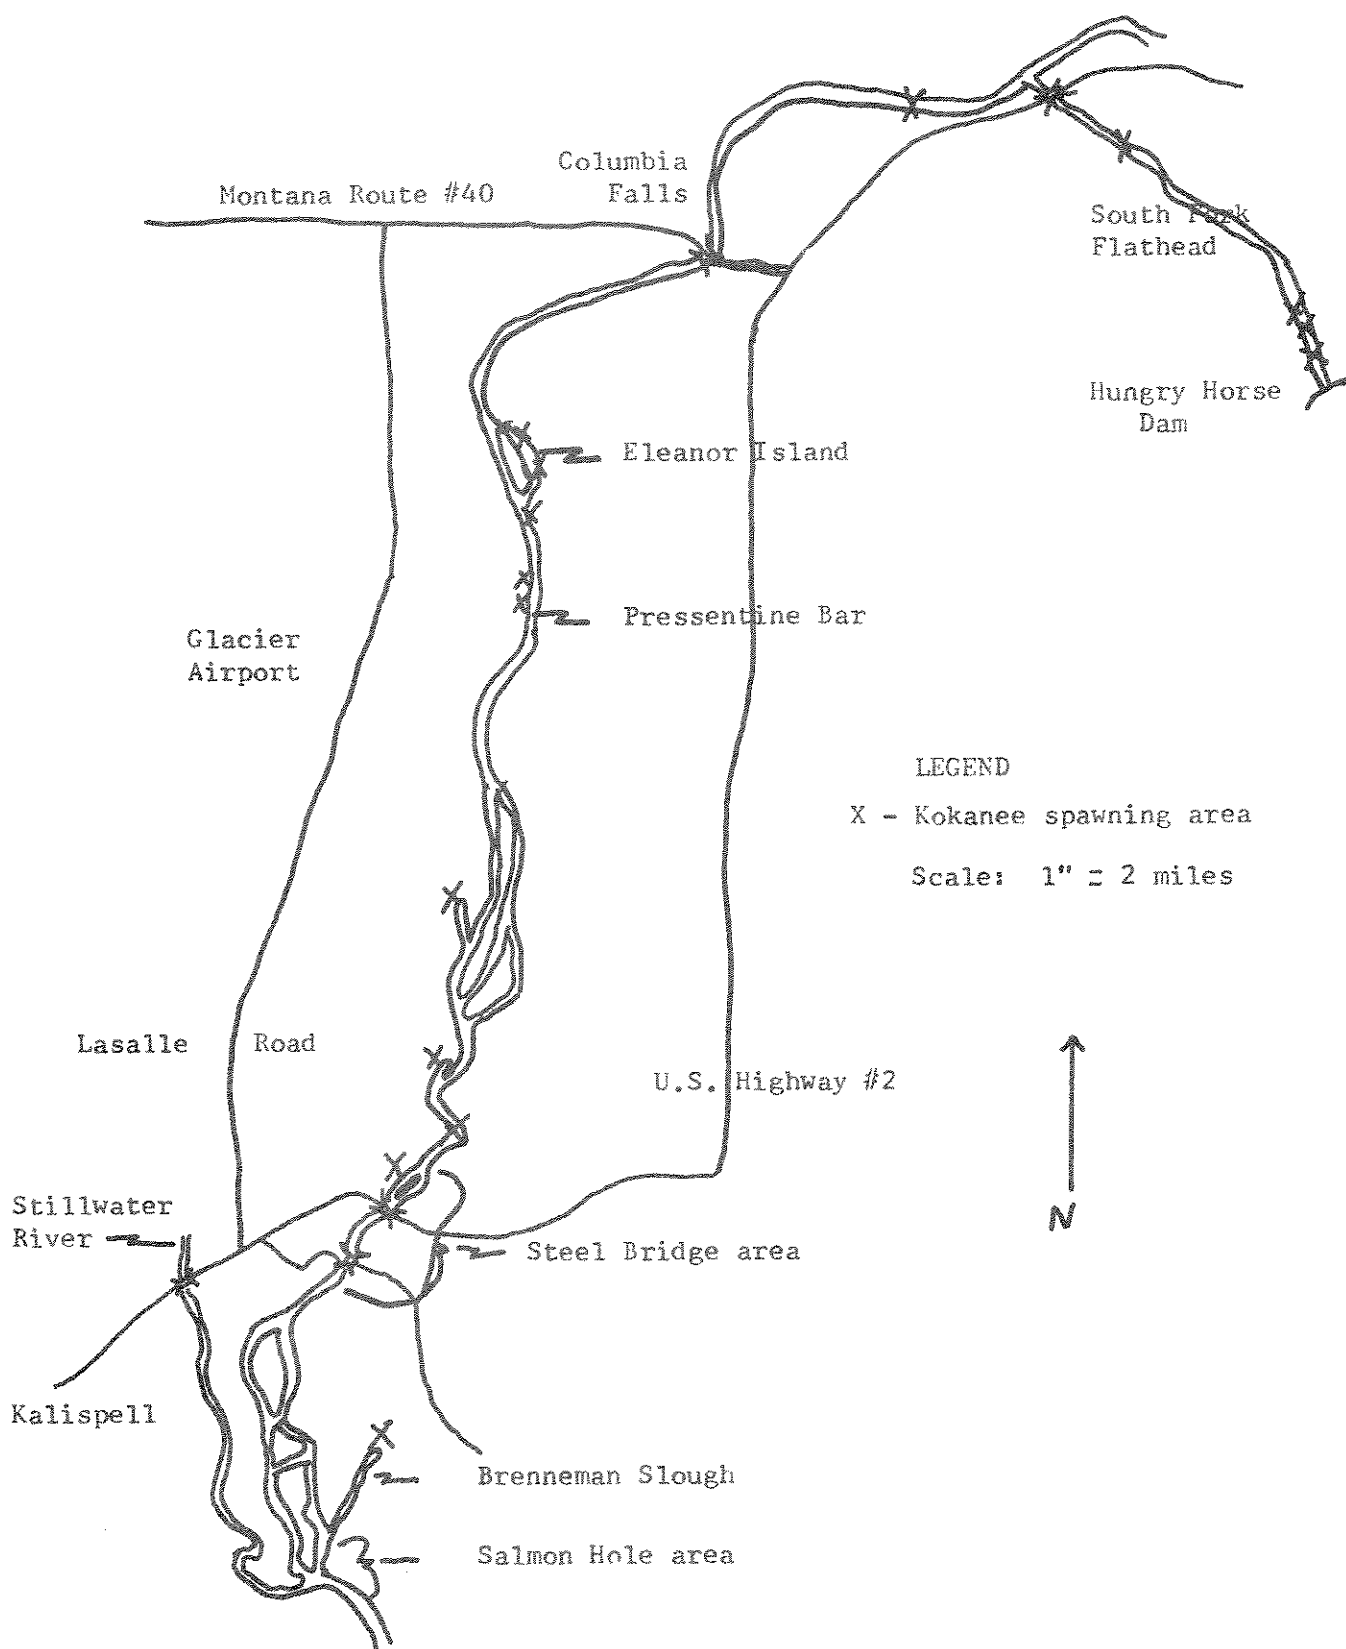 Columbia
Falls
Montana Route #40
South Fork
Flathead
Hungry Horse
Dam
Eleanor Island
Pressentine Bar
Glacier
Airport
LEGEND
X - Kokanee spawning area
Scale: 1" = 2 miles
Lasalle Road
U.S. Highway #2
N
Stillwater
River
Steel Bridge area
Kalispell
Brenneman Slough
Salmon Hole area